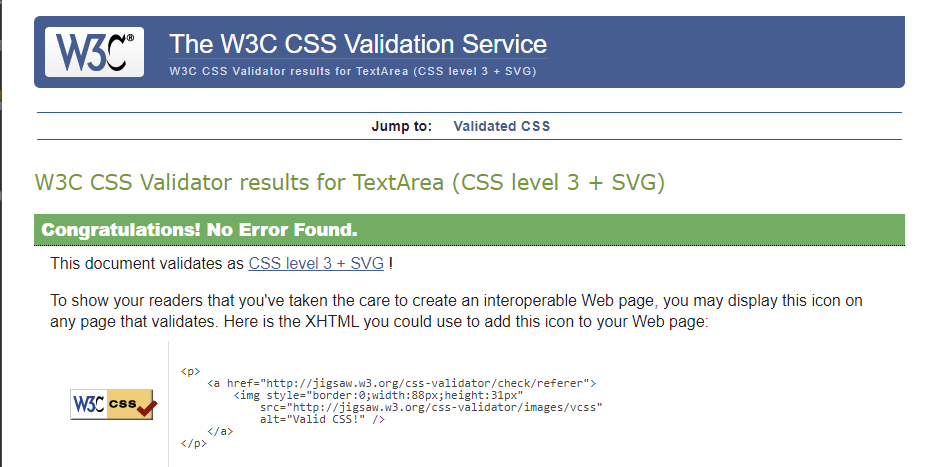 W3C®
The W3C CSS Validation Service
W3C CSS Validator results for TextArea (CSS level 3 + SVG)
Jump to: Validated CSS
W3C CSS Validator results for TextArea (CSS level 3 + SVG)
Congratulations! No Error Found.
This document validates as CSS level 3 + SVG !
To show your readers that you've taken the care to create an interoperable Web page, you may display this icon on
any page that validates. Here is the XHTML you could use to add this icon to your Web page:
W3C css
<p>
    <a href="http://jigsaw.w3.org/css-validator/check/referer">
        <img style="border:0;width:88px;height:31px"
            src="http://jigsaw.w3.org/css-validator/images/vcss"
            alt="Valid CSS!" />
    </a>
</p>